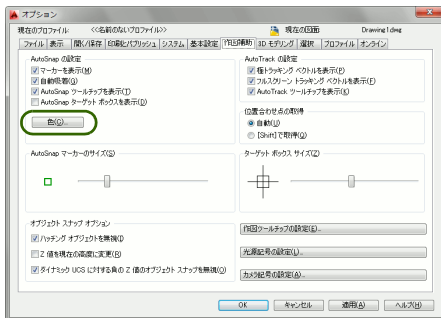 オプション
現在のプロファイル: <<名前のないプロファイル>> 現在の図面: Drawing1.dwg
ファイル 表示 開く/保存 印刷とパブリッシュ システム 基本設定 作図補助 3D モデリング 選択 プロファイル オンライン
AutoSnap の設定
マーカーを表示(M)
自動吸着(G)
AutoSnap ツールチップを表示(T)
AutoSnap ターゲット ボックスを表示(D)
色(C)...
AutoTrack の設定
極トラッキング ベクトルを表示(P)
フルスクリーン トラッキング ベクトルを表示(F)
AutoTrack ツールチップを表示(K)
位置合わせ点の取得
自動(U)
[Shift]で取得(Q)
AutoSnap マーカーのサイズ(S)
ターゲット ボックス サイズ(Z)
オブジェクト スナップ オプション
ハッチング オブジェクトを無視(I)
Z 値を現在の高度に変更(R)
ダイナミック UCS に対する負の Z 値のオブジェクト スナップを無視(O)
作図ツールチップの設定(E)...
光源記号の設定(L)...
カメラ記号の設定(A)...
OK キャンセル 適用(A) ヘルプ(H)